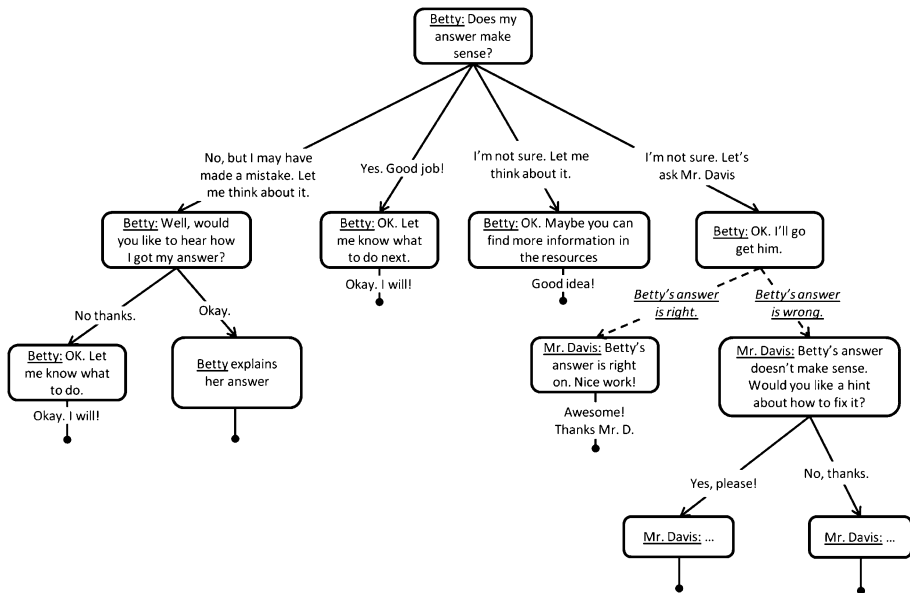 Betty: Does my
answer make
sense?
No, but I may have
made a mistake. Let
me think about it.
Yes. Good job!
I'm not sure. Let me
think about it.
I'm not sure. Let's
ask Mr. Davis
Betty: Well, would
you like to hear how
I got my answer?
Betty: OK. Let
me know what
to do next.
Betty: OK. Maybe you can
find more information in
the resources
Betty: OK. I'll go
get him.
Okay. I will!
Good idea!
Betty's answer
is right.
Betty's answer
is wrong.
No thanks.
Okay.
Betty: OK. Let
me know what
to do.
Betty explains
her answer
Mr. Davis: Betty's
answer is right
on. Nice work!
Mr. Davis: Betty's answer
doesn't make sense.
Would you like a hint
about how to fix it?
Okay. I will!
Awesome!
Thanks Mr. D.
Yes, please!
No, thanks.
Mr. Davis: ...
Mr. Davis: ...